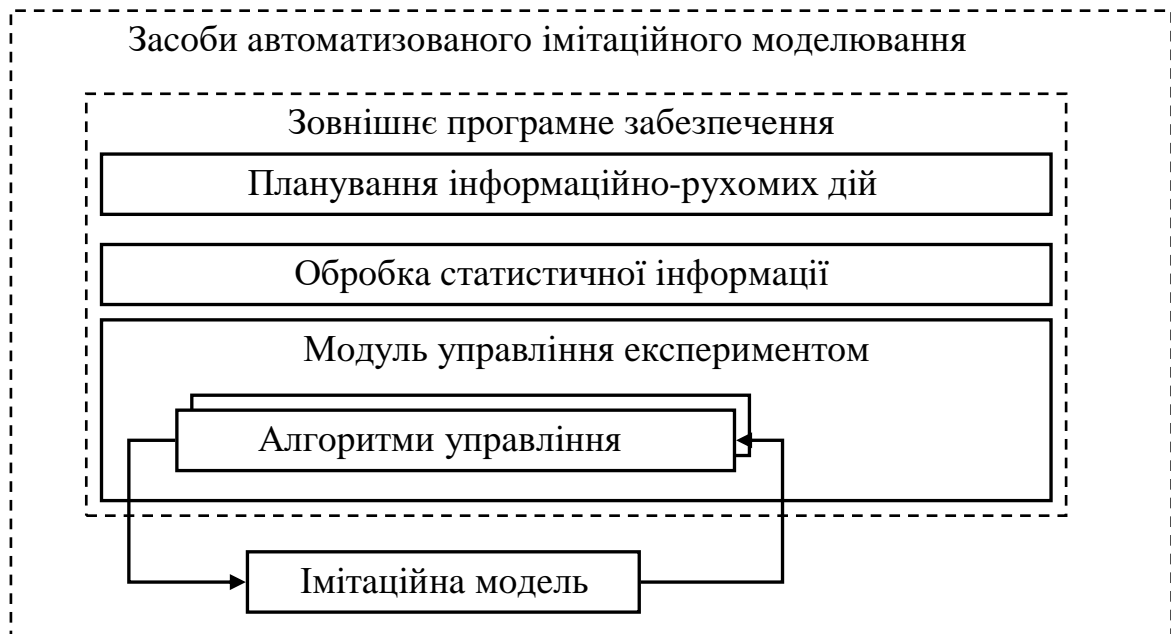 Засоби автоматизованого імітаційного моделювання
Зовнішнє програмне забезпечення
Планування інформаційно-рухомих дій
Обробка статистичної інформації
Модуль управління експериментом
Алгоритми управління
Імітаційна модель